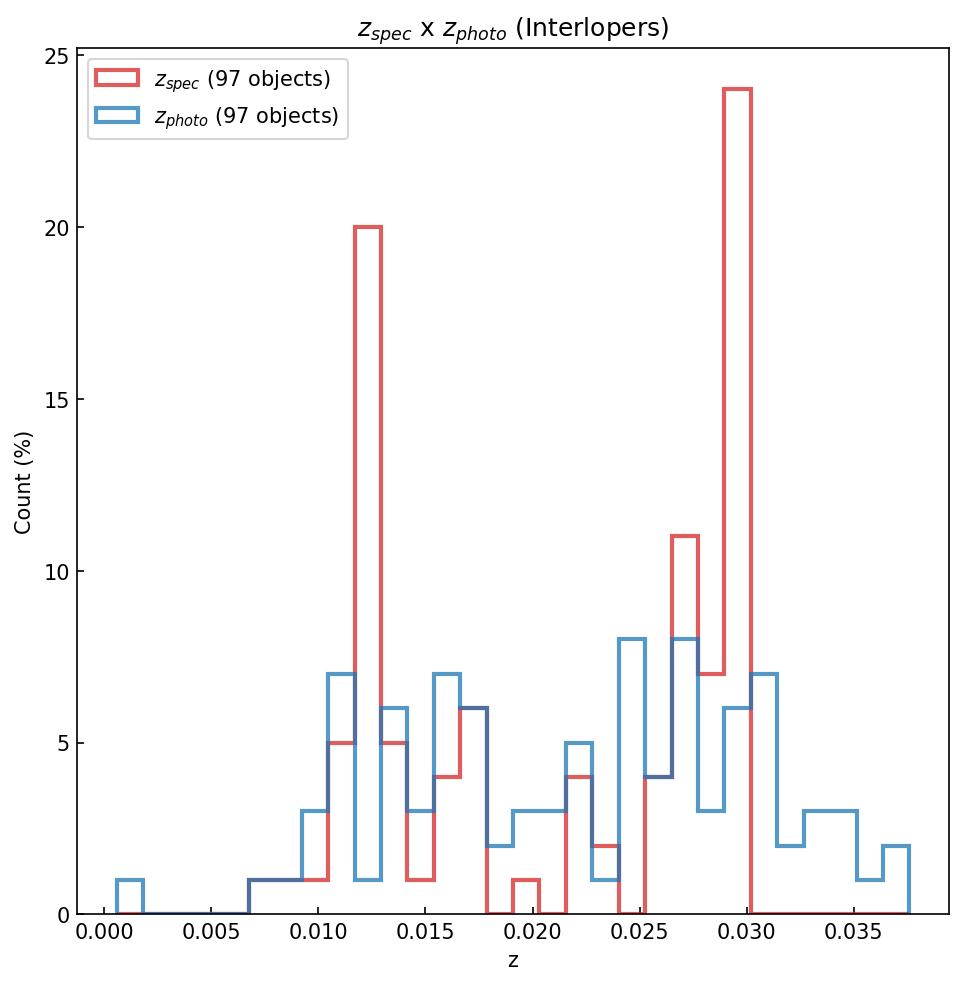 z_spec x z_photo (Interlopers)
z_spec (97 objects)
z_photo (97 objects)
Count (%)
25
20
15
10
5
0
0.000 0.005 0.010 0.015 0.020 0.025 0.030 0.035
z